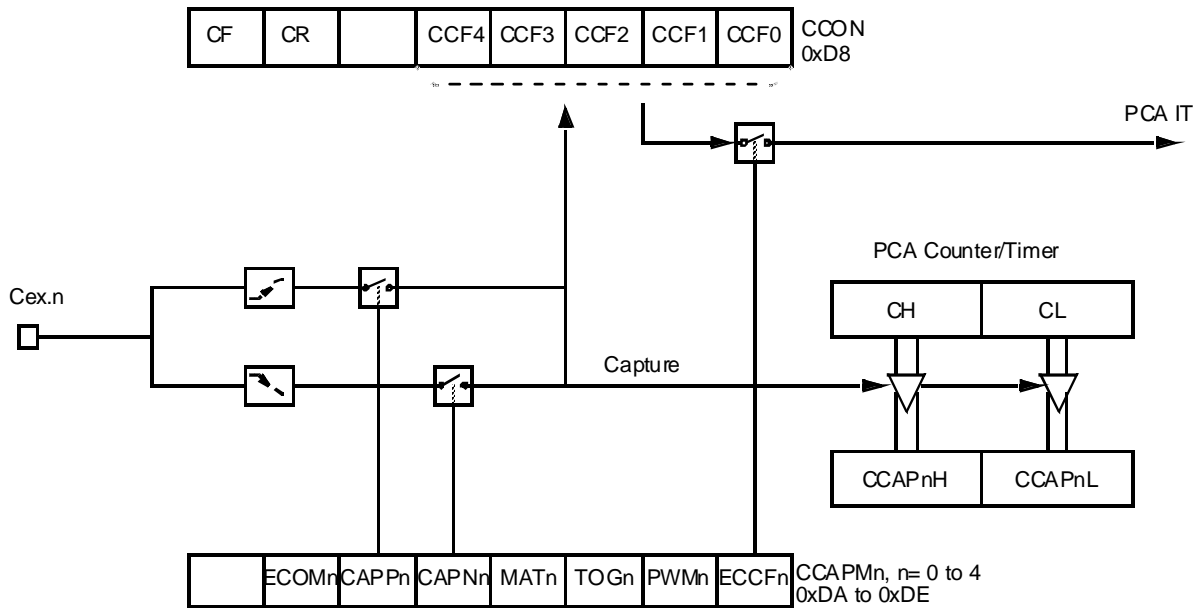 CF CR CCF4 CCF3 CCF2 CCF1 CCF0 CCON
0xD8
PCA IT
PCA Counter/Timer
Cex.n
CH CL
Capture
CCAPnH CCAPnL
ECOMn CAPPn CAPNn MATn TOGn PWMn ECCFn CCAPMn, n= 0 to 4
0xDA to 0xDE